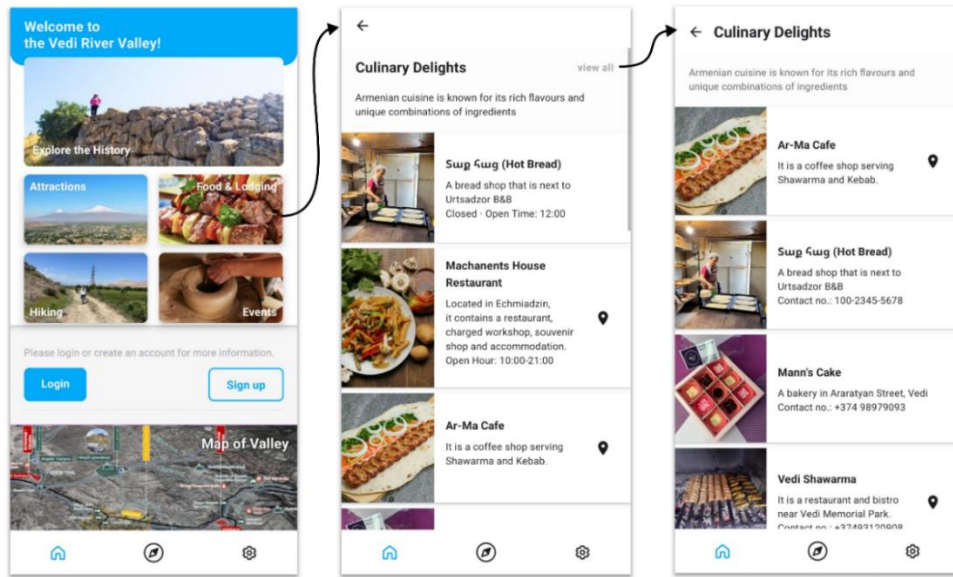 Welcome to
the Vedi River Valley!
Explore the History
Attractions
Food & Lodging
Hiking
Events
Please login or create an account for more information.
Login
Sign up
Map of Valley
Culinary Delights
view all
Armenian cuisine is known for its rich flavours and
unique combinations of ingredients
Տաք հաց (Hot Bread)
A bread shop that is next to
Urtsadzor B&B
Closed · Open Time: 12:00
Machanents House
Restaurant
Located in Echmiadzin,
it contains a restaurant,
charged workshop, souvenir
shop and accommodation.
Open Hour: 10:00-21:00
Ar-Ma Cafe
It is a coffee shop serving
Shawarma and Kebab.
Culinary Delights
Armenian cuisine is known for its rich flavours and
unique combinations of ingredients
Ar-Ma Cafe
It is a coffee shop serving
Shawarma and Kebab.
Տաք հաց (Hot Bread)
A bread shop that is next to
Urtsadzor B&B
Contact no.: 100-2345-5678
Mann's Cake
A bakery in Araratyan Street, Vedi
Contact no.: +374 98979093
Vedi Shawarma
It is a restaurant and bistro
near Vedi Memorial Park.
Contact no.: +37493120908